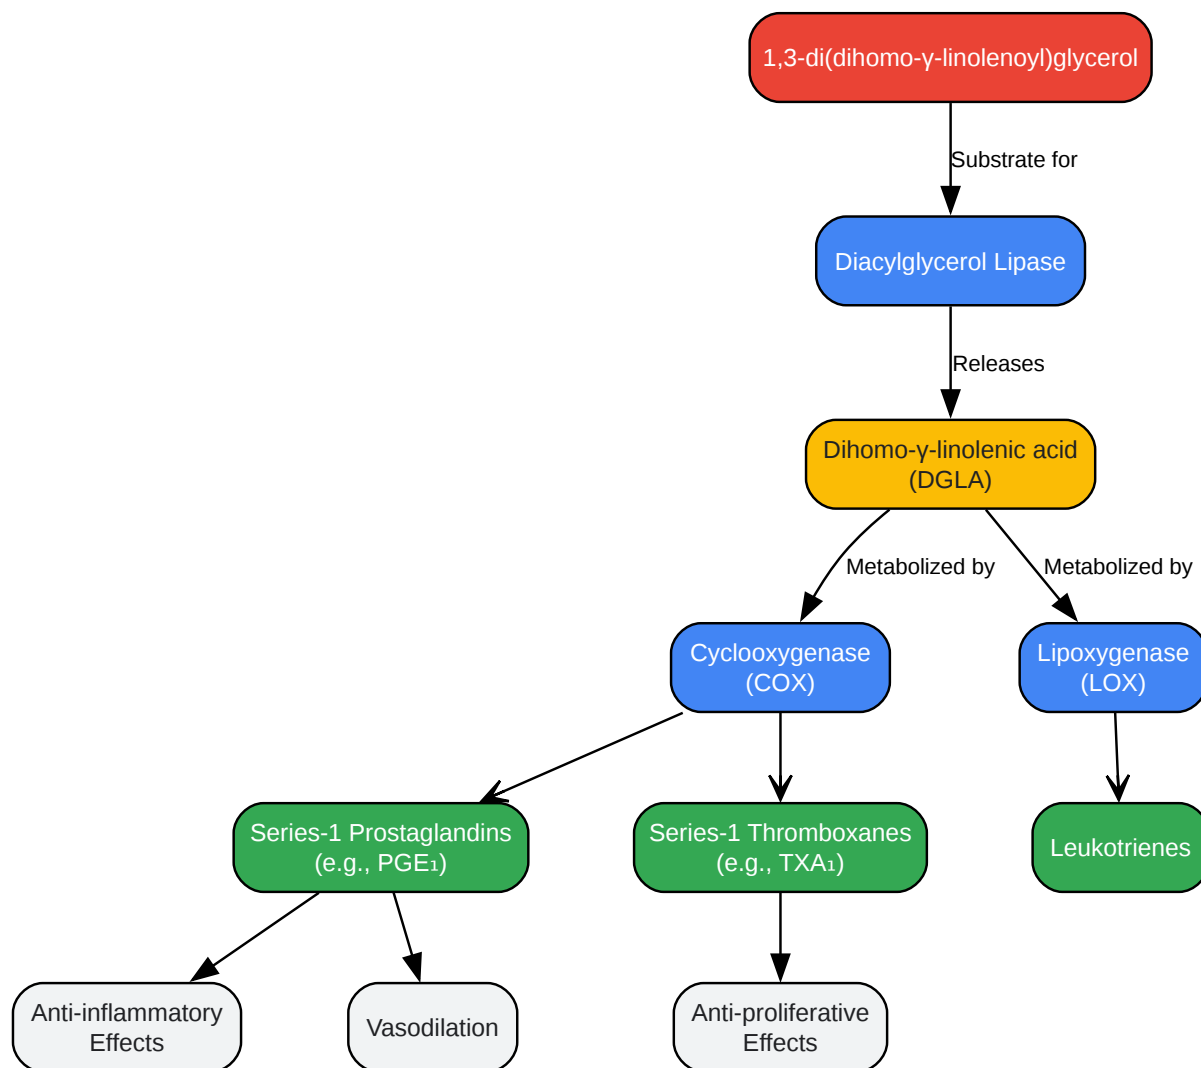 1,3-di(dihomo-γ-linolenoyl)glycerol
Substrate for
Diacylglycerol Lipase
Releases
Dihomo-γ-linolenic acid
(DGLA)
Metabolized by
Metabolized by
Cyclooxygenase
(COX)
Lipoxygenase
(LOX)
Series-1 Prostaglandins
(e.g., PGE₁)
Series-1 Thromboxanes
(e.g., TXA₁)
Leukotrienes
Anti-inflammatory
Effects
Vasodilation
Anti-proliferative
Effects